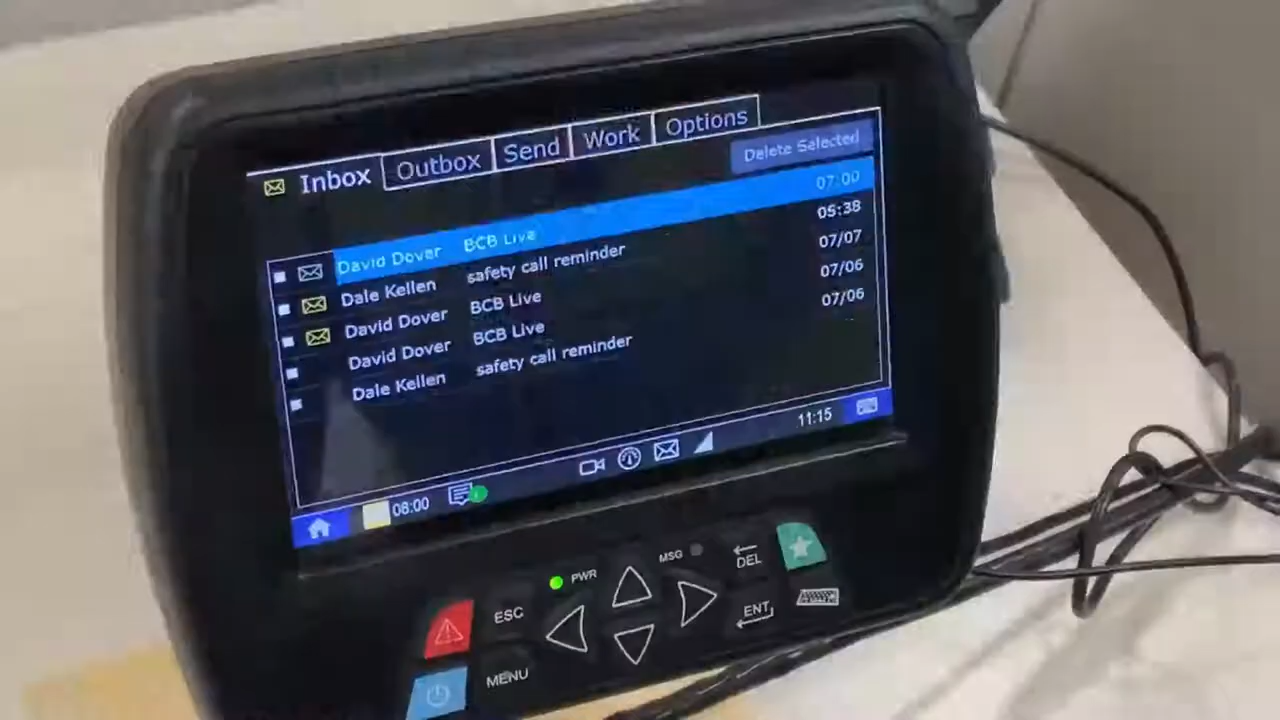 Inbox Outbox Send Work Options
Delete Selected
David Dover BCB Live 07:00
Dale Kellen safety call reminder 05:38
David Dover BCB Live 07/07
David Dover BCB Live 07/06
Dale Kellen safety call reminder 07/06
08:00 11:15
PWR MSG DEL
ESC ENT
MENU